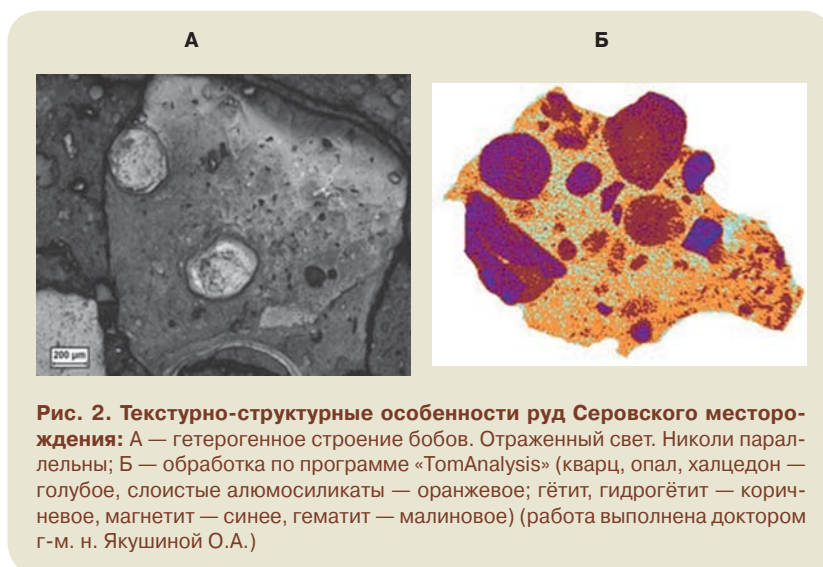 А Б
200 µm
Рис. 2. Текстурно-структурные особенности руд Серовского месторо-
ждения: А — гетерогенное строение бобов. Отраженный свет. Николи парал-
лельны; Б — обработка по программе «TomAnalysis» (кварц, опал, халцедон —
голубое, слоистые алюмосиликаты — оранжевое; гётит, гидрогётит — корич-
невое, магнетит — синее, гематит — малиновое) (работа выполнена доктором
г-м. н. Якушиной О.А.)